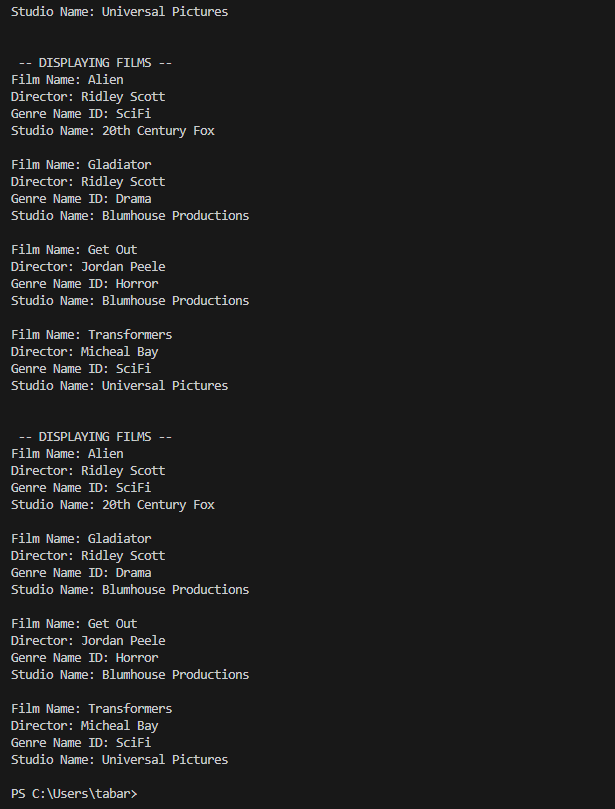 Studio Name: Universal Pictures
-- DISPLAYING FILMS --
Film Name: Alien
Director: Ridley Scott
Genre Name ID: SciFi
Studio Name: 20th Century Fox
Film Name: Gladiator
Director: Ridley Scott
Genre Name ID: Drama
Studio Name: Blumhouse Productions
Film Name: Get Out
Director: Jordan Peele
Genre Name ID: Horror
Studio Name: Blumhouse Productions
Film Name: Transformers
Director: Micheal Bay
Genre Name ID: SciFi
Studio Name: Universal Pictures
-- DISPLAYING FILMS --
Film Name: Alien
Director: Ridley Scott
Genre Name ID: SciFi
Studio Name: 20th Century Fox
Film Name: Gladiator
Director: Ridley Scott
Genre Name ID: Drama
Studio Name: Blumhouse Productions
Film Name: Get Out
Director: Jordan Peele
Genre Name ID: Horror
Studio Name: Blumhouse Productions
Film Name: Transformers
Director: Micheal Bay
Genre Name ID: SciFi
Studio Name: Universal Pictures
PS C:\Users\tabar>